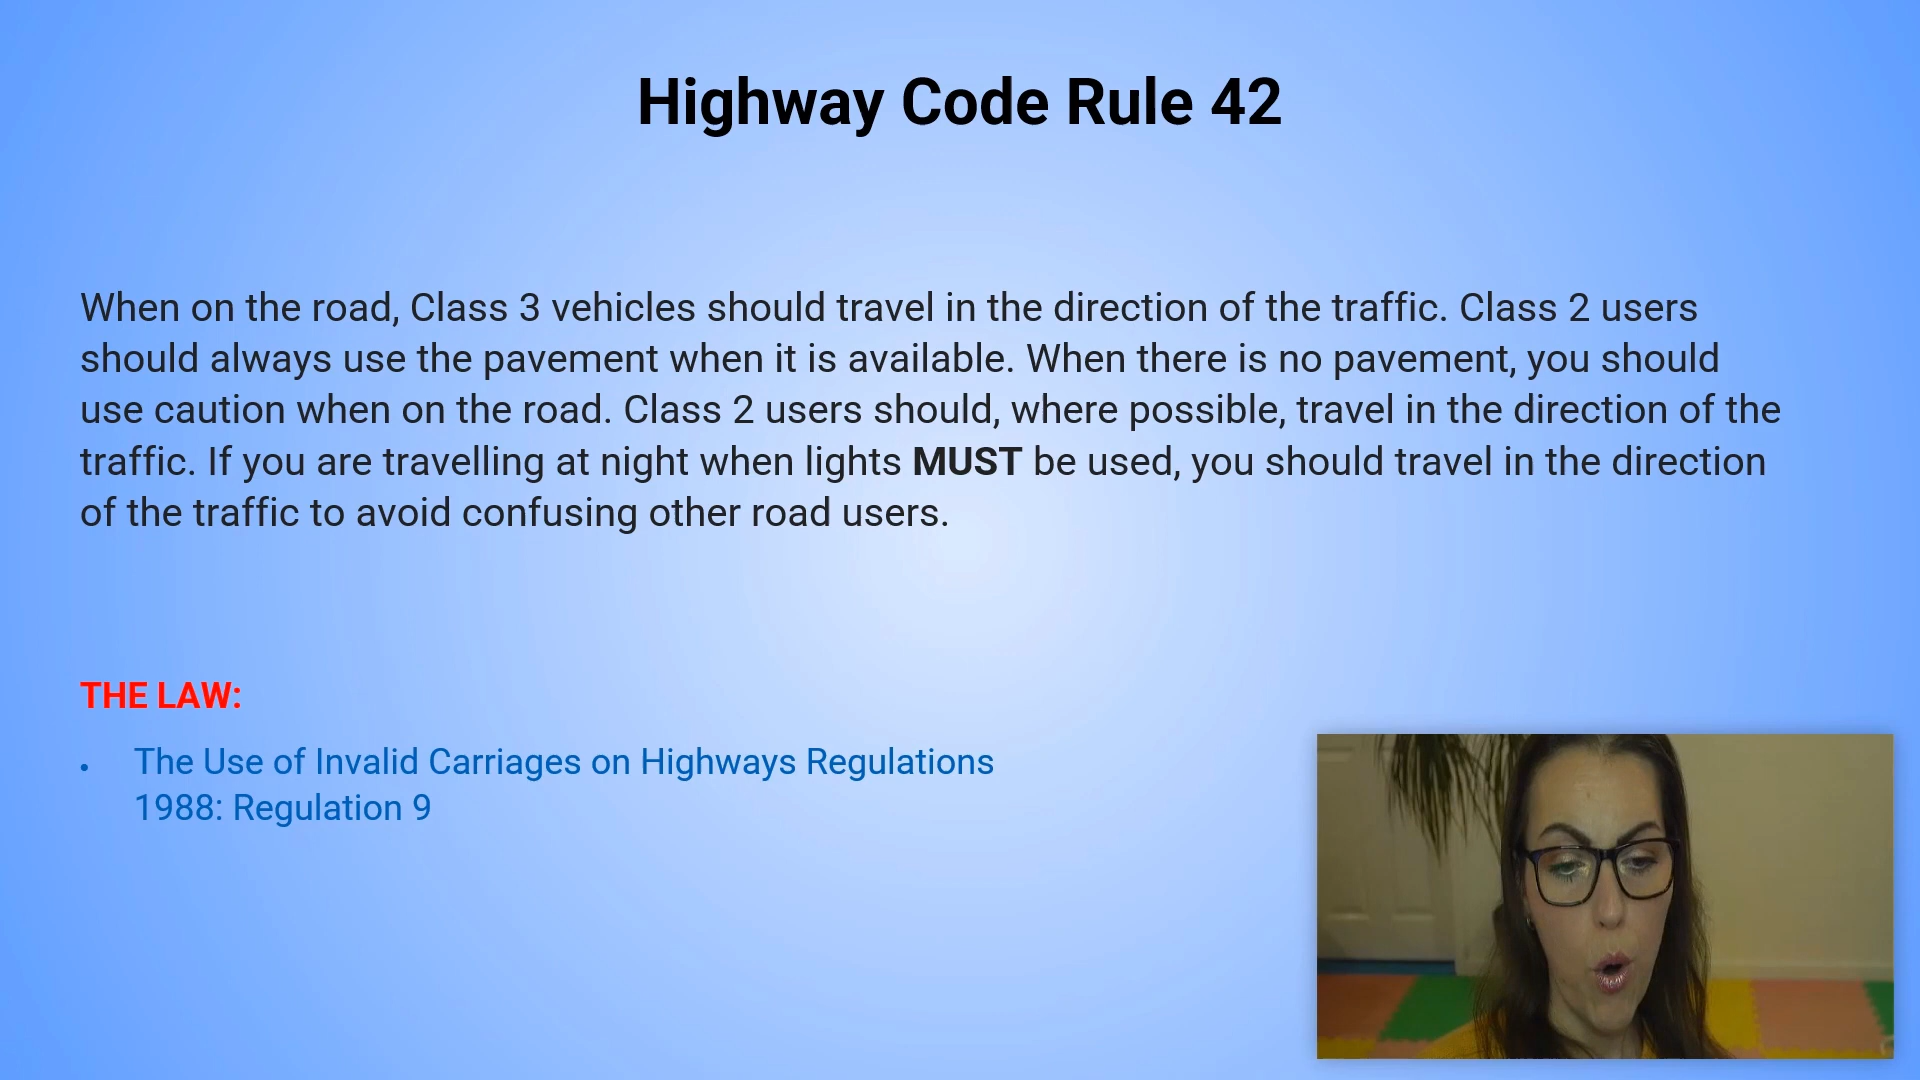 Highway Code Rule 42
When on the road, Class 3 vehicles should travel in the direction of the traffic. Class 2 users
should always use the pavement when it is available. When there is no pavement, you should
use caution when on the road. Class 2 users should, where possible, travel in the direction of the
traffic. If you are travelling at night when lights MUST be used, you should travel in the direction
of the traffic to avoid confusing other road users.
THE LAW:
• The Use of Invalid Carriages on Highways Regulations
1988: Regulation 9